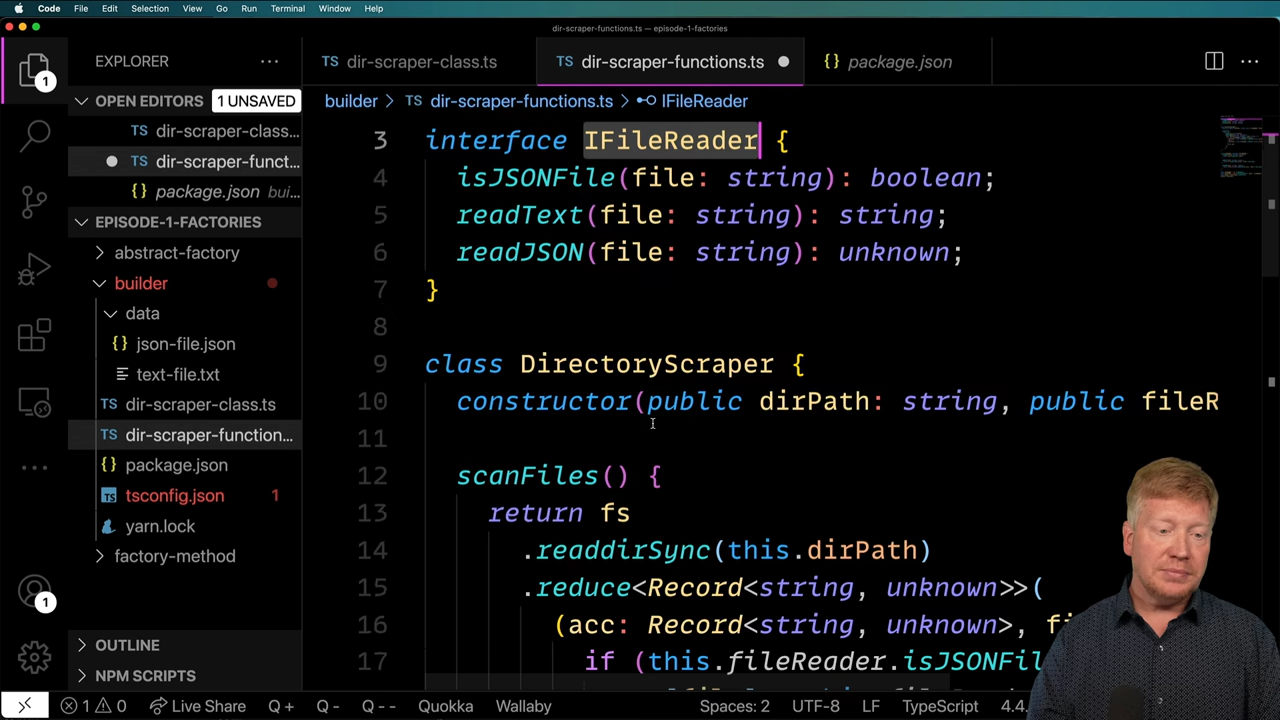 Code File Edit Selection View Go Run Terminal Window Help
dir-scraper-functions.ts — episode-1-factories
EXPLORER
TS dir-scraper-class.ts
TS dir-scraper-functions.ts
{} package.json
1
OPEN EDITORS 1 UNSAVED
builder > TS dir-scraper-functions.ts > IFileReader
TS dir-scraper-class...
TS dir-scraper-funct...
{} package.json buil...
EPISODE-1-FACTORIES
abstract-factory
builder
data
{} json-file.json
text-file.txt
TS dir-scraper-class.ts
TS dir-scraper-function...
{} package.json
TS tsconfig.json 1
yarn.lock
factory-method
1
OUTLINE
NPM SCRIPTS
3 interface IFileReader {
4 isJSONFile(file: string): boolean;
5 readText(file: string): string;
6 readJSON(file: string): unknown;
7 }
8
9 class DirectoryScraper {
10 constructor(public dirPath: string, public fileR
11
12 scanFiles() {
13 return fs
14 .readdirSync(this.dirPath)
15 .reduce<Record<string, unknown>>(
16 (acc: Record<string, unknown>, fi
17 if (this.fileReader.isJSONFil
1 0 Live Share Q + Q - Q -- Quokka Wallaby Spaces: 2 UTF-8 LF TypeScript 4.4.